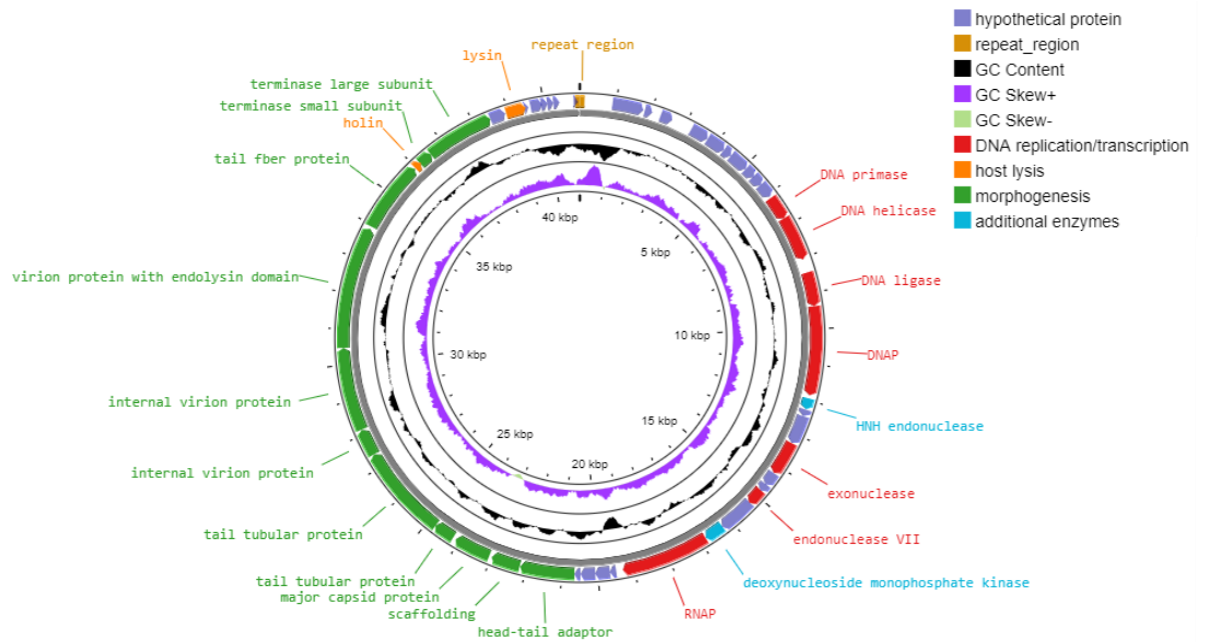 hypothetical protein
repeat_region
GC Content
GC Skew+
GC Skew-
DNA replication/transcription
host lysis
morphogenesis
additional enzymes
repeat region
lysin
terminase large subunit
terminase small subunit
holin
tail fber protein
virion protein with endolysin domain
internal virion protein
internal virion protein
tail tubular protein
tail tubular protein
major capsid protein
scaffolding
head-tail adaptor
DNA primase
DNA helicase
DNA ligase
DNAP
HNH endonuclease
exonuclease
endonuclease VII
deoxynucleoside monophosphate kinase
RNAP
40 kbp
5 kbp
10 kbp
15 kbp
20 kbp
25 kbp
30 kbp
35 kbp